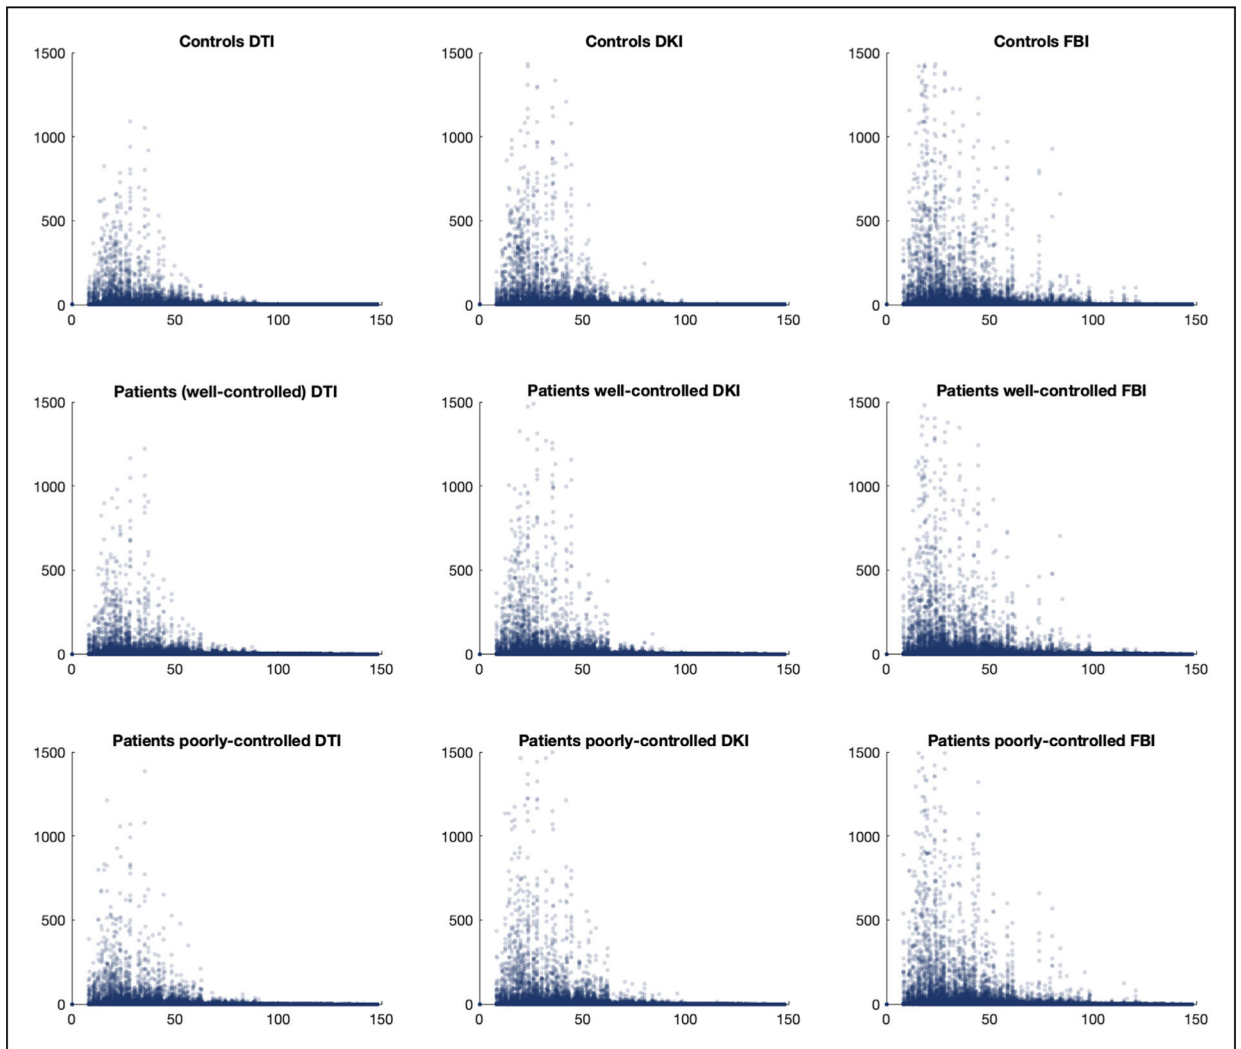 Controls DTI
Controls DKI
Controls FBI
1500
1000
500
0
0 50 100 150
1500
1000
500
0
0 50 100 150
1500
1000
500
0
0 50 100 150
Patients (well-controlled) DTI
Patients well-controlled DKI
Patients well-controlled FBI
1500
1000
500
0
0 50 100 150
1500
1000
500
0
0 50 100 150
1500
1000
500
0
0 50 100 150
Patients poorly-controlled DTI
Patients poorly-controlled DKI
Patients poorly-controlled FBI
1500
1000
500
0
0 50 100 150
1500
1000
500
0
0 50 100 150
1500
1000
500
0
0 50 100 150